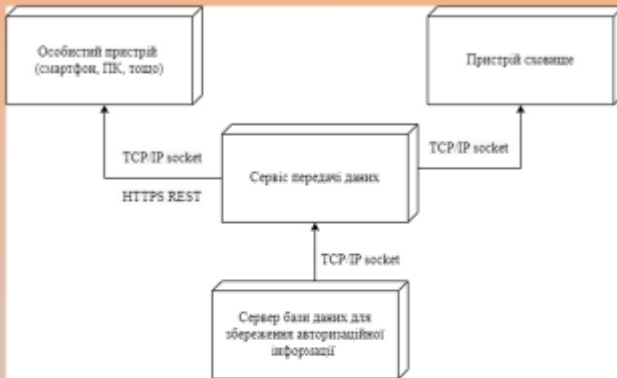 Особистий пристрій
(смартфон, ПК, тощо)
Пристрій сховище
TCP/IP socket
HTTPS REST
Сервіс передачі даних
TCP/IP socket
TCP/IP socket
Сервер бази даних для
збереження авторизаційної
інформації